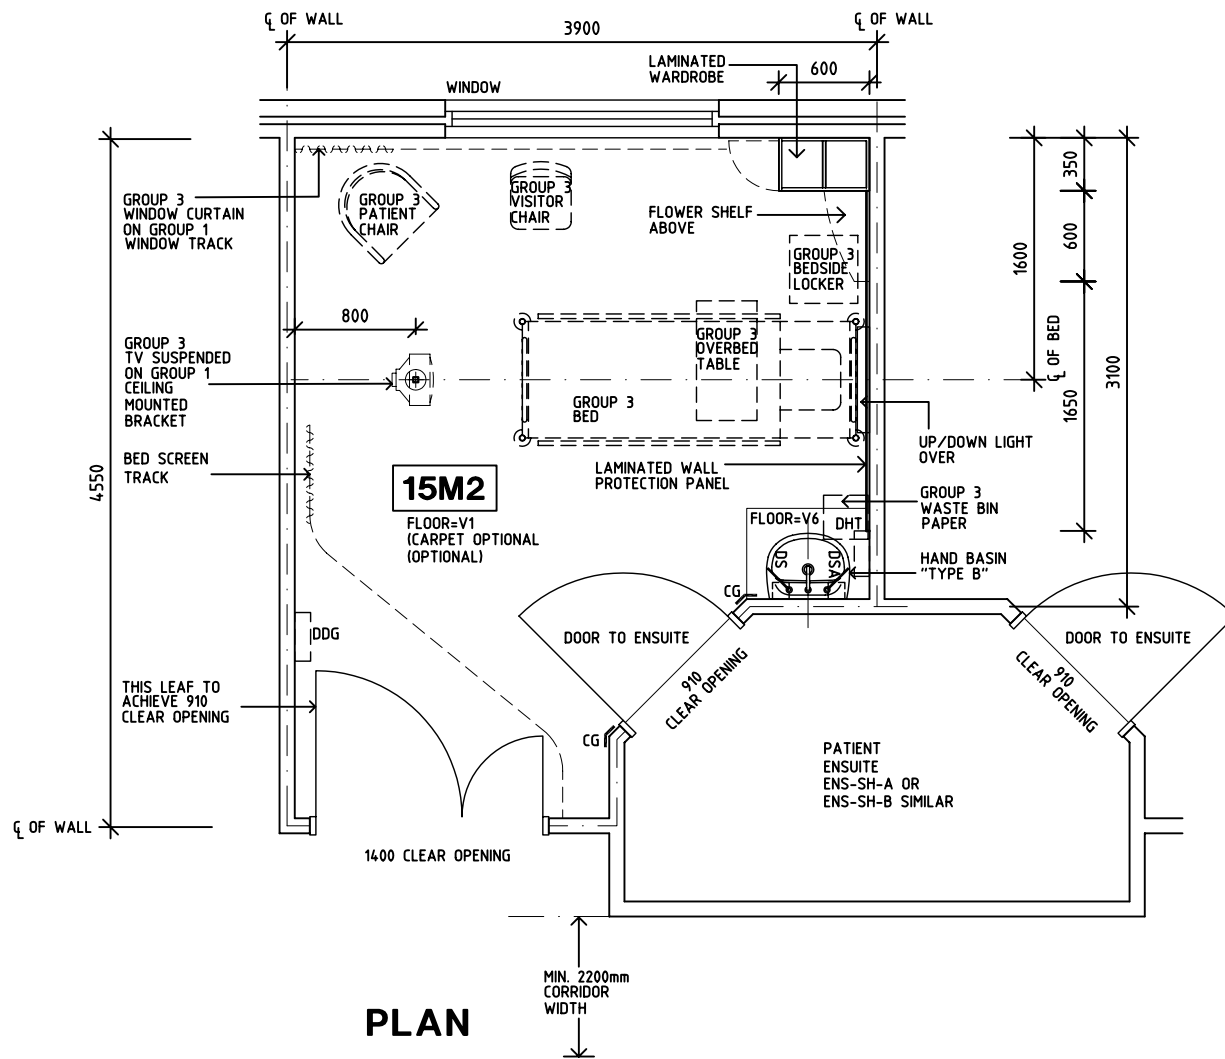 ℄ OF WALL
℄ OF WALL
3900
LAMINATED
WARDROBE
600
WINDOW
350
GROUP 3
WINDOW CURTAIN
ON GROUP 1
WINDOW TRACK
GROUP 3
PATIENT
CHAIR
GROUP 3
VISITOR
CHAIR
FLOWER SHELF
ABOVE
600
1600
GROUP 3
BEDSIDE
LOCKER
800
GROUP 3
TV SUSPENDED
ON GROUP 1
CEILING
MOUNTED
BRACKET
GROUP 3
OVERBED
TABLE
GROUP 3
BED
℄ OF BED
1650
3100
UP/DOWN LIGHT
OVER
4550
BED SCREEN
TRACK
LAMINATED WALL
PROTECTION PANEL
15M2
FLOOR=V1
(CARPET OPTIONAL
(OPTIONAL)
GROUP 3
WASTE BIN
PAPER
FLOOR=V6
DHT
DS
DSA
HAND BASIN
"TYPE B"
CG
DDG
DOOR TO ENSUITE
DOOR TO ENSUITE
910
CLEAR OPENING
910
CLEAR OPENING
THIS LEAF TO
ACHIEVE 910
CLEAR OPENING
CG
PATIENT
ENSUITE
ENS-SH-A OR
ENS-SH-B SIMILAR
℄ OF WALL
1400 CLEAR OPENING
MIN. 2200mm
CORRIDOR
WIDTH
PLAN